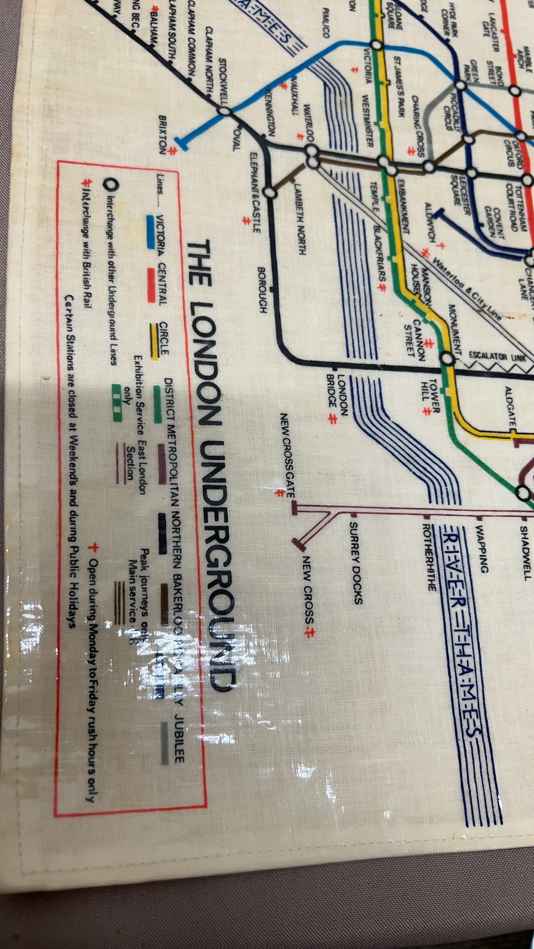 THE LONDON UNDERGROUND
Lines....
VICTORIA
CENTRAL
CIRCLE
DISTRICT
METROPOLITAN
NORTHERN
BAKERLOO
JUBILEE
Exhibition Service
only
East London
Section
Peak journeys
Main service
Interchange with other Underground Lines
Interchange with British Rail
† Open during Monday to Friday rush hours only
Certain Stations are closed at Weekends and during Public Holidays
BALHAM
CLAPHAM SOUTH
CLAPHAM COMMON
CLAPHAM NORTH
STOCKWELL
BRIXTON
OVAL
KENNINGTON
VAUXHALL
PIMLICO
VICTORIA
ST. JAMES'S PARK
WESTMINSTER
WATERLOO
LAMBETH NORTH
ELEPHANT & CASTLE
BOROUGH
LONDON
BRIDGE
CHARING CROSS
EMBANKMENT
TEMPLE
BLACKFRIARS
MANSION
HOUSE
CANNON
STREET
MONUMENT
TOWER
HILL
ALDGATE
ESCALATOR LINK
Waterloo & City Line
ALDWYCH
COVENT
GARDEN
LEICESTER
SQUARE
PICCADILLY
CIRCUS
GREEN
PARK
HYDE PARK
CORNER
OXFORD
CIRCUS
TOTTENHAM
COURT ROAD
BOND
STREET
MARBLE
ARCH
LANCASTER
GATE
SLOANE
SQUARE
LANE
NEW CROSS GATE
NEW CROSS
SURREY DOCKS
ROTHERHITHE
WAPPING
SHADWELL
R-I-V-E-R T-H-A-M-E-S